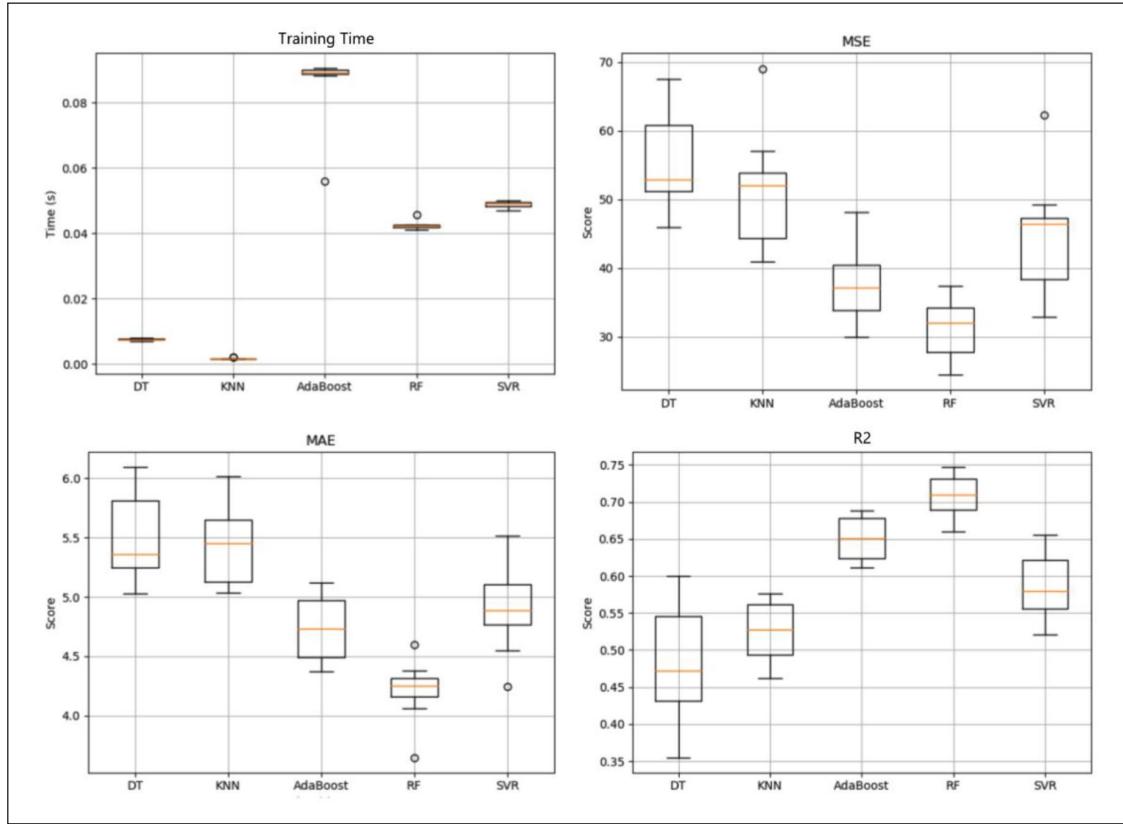 Training Time
Time (s)
0.08
0.06
0.04
0.02
0.00
DT KNN AdaBoost RF SVR
MSE
Score
70
60
50
40
30
DT KNN AdaBoost RF SVR
MAE
Score
6.0
5.5
5.0
4.5
4.0
DT KNN AdaBoost RF SVR
R2
Score
0.75
0.70
0.65
0.60
0.55
0.50
0.45
0.40
0.35
DT KNN AdaBoost RF SVR